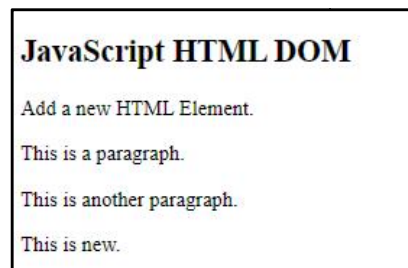 JavaScript HTML DOM
Add a new HTML Element.
This is a paragraph.
This is another paragraph.
This is new.